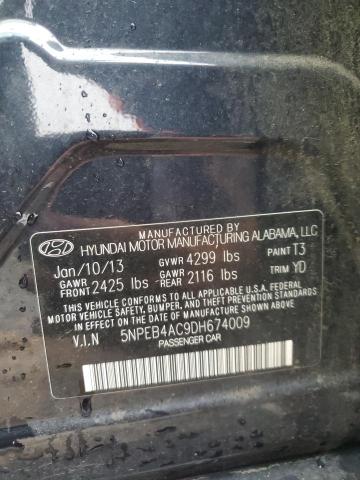 MANUFACTURED BY
HYUNDAI MOTOR MANUFACTURING ALABAMA, LLC
Jan/10/13 GVWR 4299 lbs PAINT T3
GAWR FRONT 2425 lbs GAWR REAR 2116 lbs TRIM YD
THIS VEHICLE CONFORMS TO ALL APPLICABLE U.S.A. FEDERAL
MOTOR VEHICLE SAFETY, BUMPER, AND THEFT PREVENTION
STANDARDS IN EFFECT ON THE DATE OF MANUFACTURE SHOWN ABOVE.
V.I.N 5NPEB4AC9DH674009
PASSENGER CAR